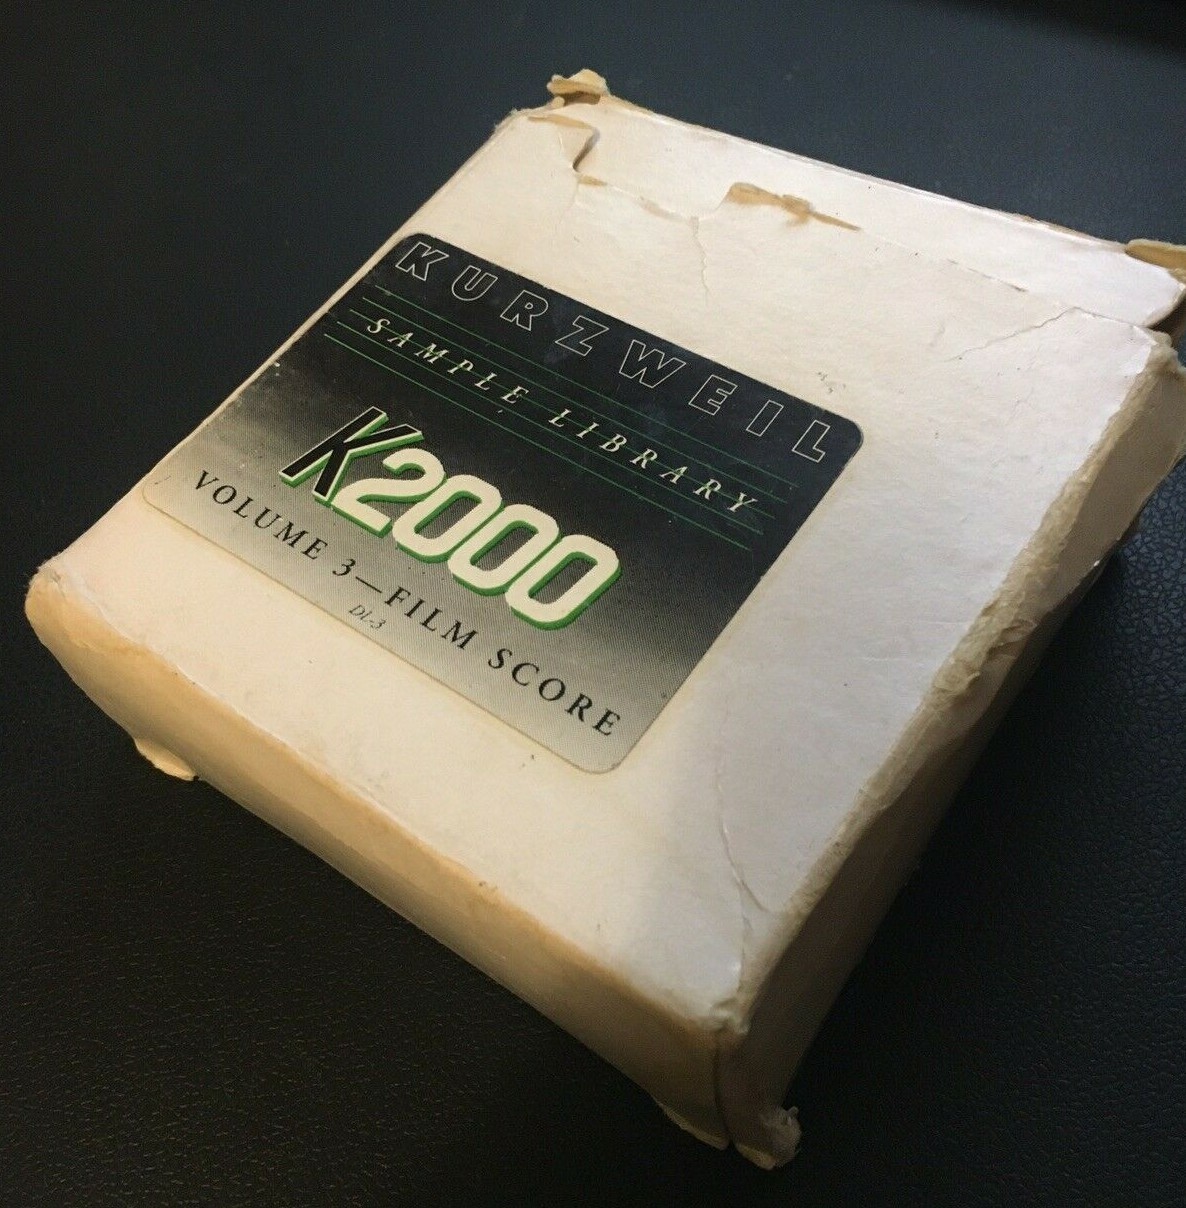 KURZWEIL
SAMPLE LIBRARY
K2000
VOLUME 3—FILM SCORE
DL-3